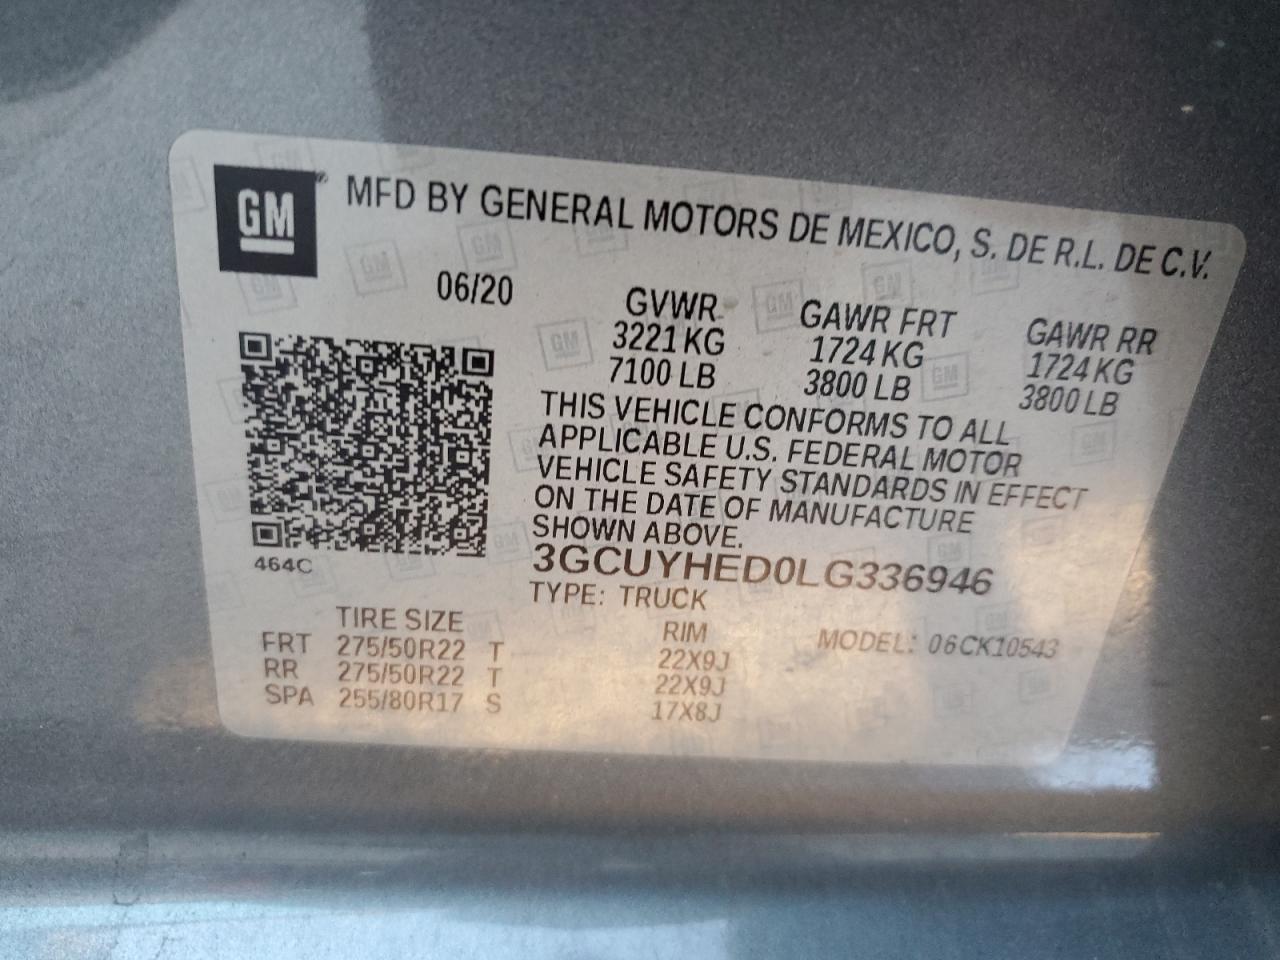 GM
MFD BY GENERAL MOTORS DE MEXICO, S. DE R.L. DE C.V.
06/20
GVWR GAWR FRT GAWR RR
3221 KG 1724 KG 1724 KG
7100 LB 3800 LB 3800 LB
THIS VEHICLE CONFORMS TO ALL
APPLICABLE U.S. FEDERAL MOTOR
VEHICLE SAFETY STANDARDS IN EFFECT
ON THE DATE OF MANUFACTURE
SHOWN ABOVE.
464C
3GCUYHED0LG336946
TYPE: TRUCK
TIRE SIZE RIM MODEL: 06CK10543
FRT 275/50R22 T 22X9J
RR 275/50R22 T 22X9J
SPA 255/80R17 S 17X8J